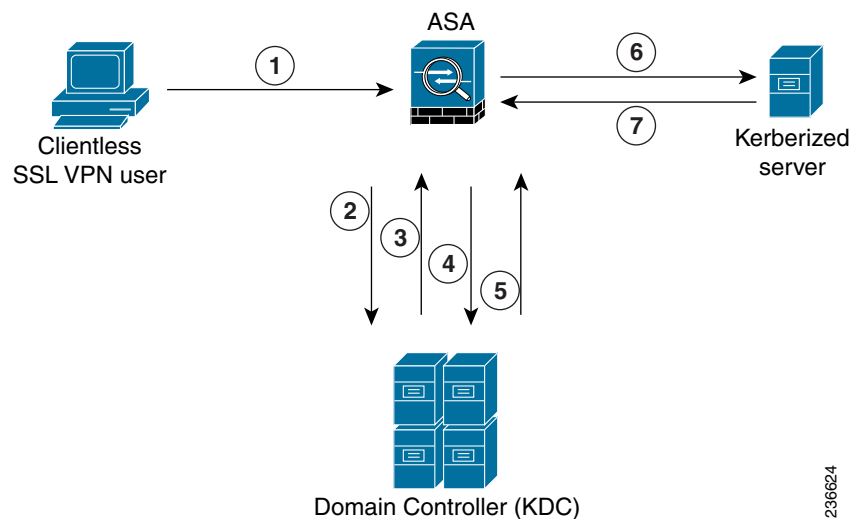 ASA
1
6
7
Clientless
SSL VPN user
Kerberized
server
2
3
4
5
Domain Controller (KDC)
236624